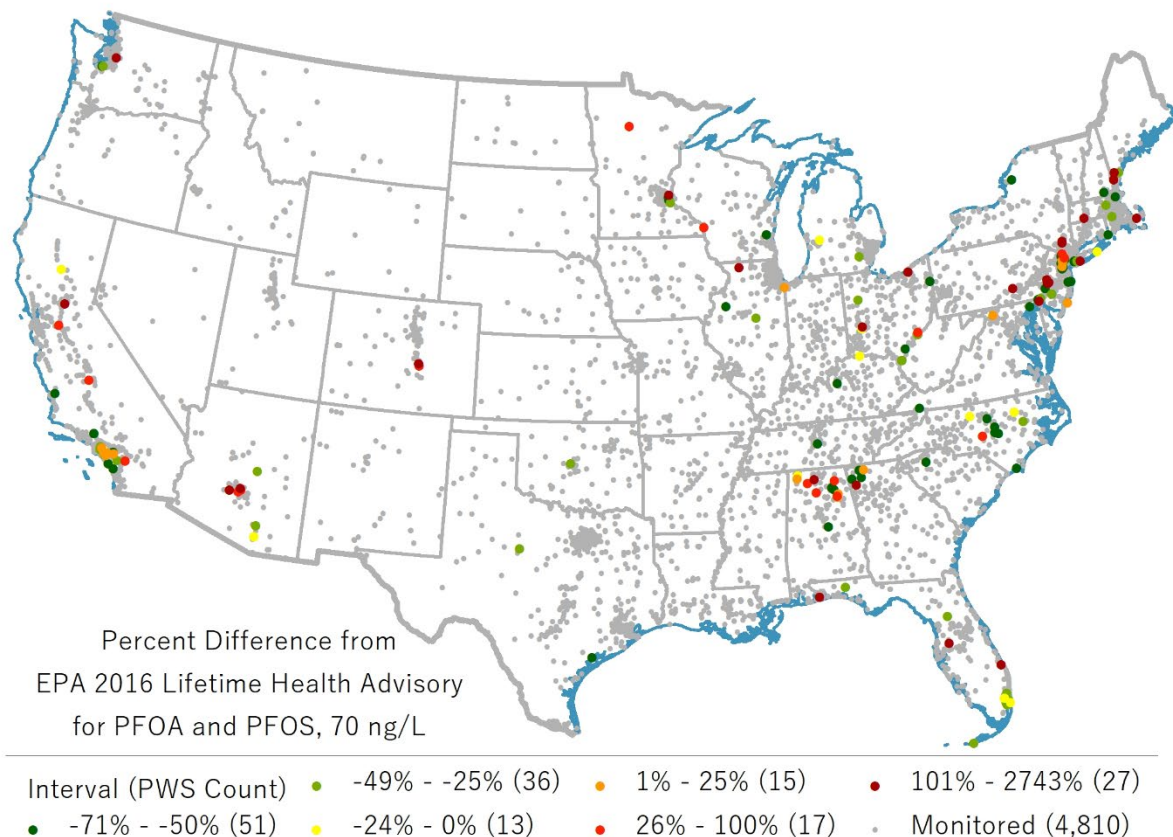 Percent Difference from
EPA 2016 Lifetime Health Advisory
for PFOA and PFOS, 70 ng/L
Interval (PWS Count)
-49% - -25% (36)
1% - 25% (15)
101% - 2743% (27)
-71% - -50% (51)
-24% - 0% (13)
26% - 100% (17)
Monitored (4,810)